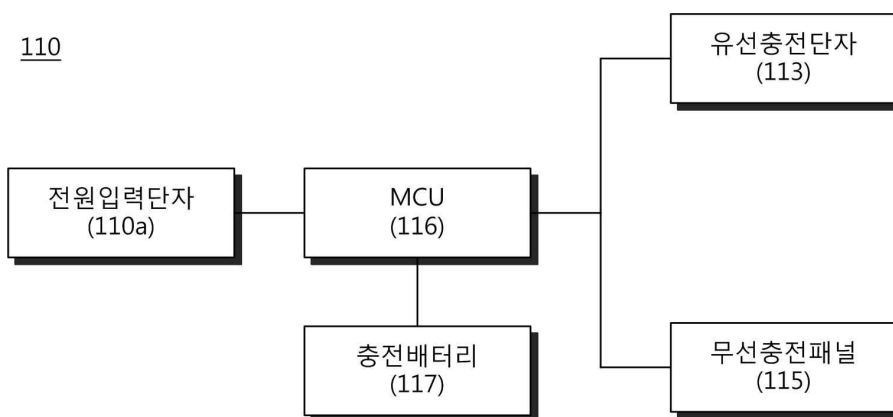 110
유선충전단자
(113)
전원입력단자
(110a)
MCU
(116)
충전배터리
(117)
무선충전패널
(115)